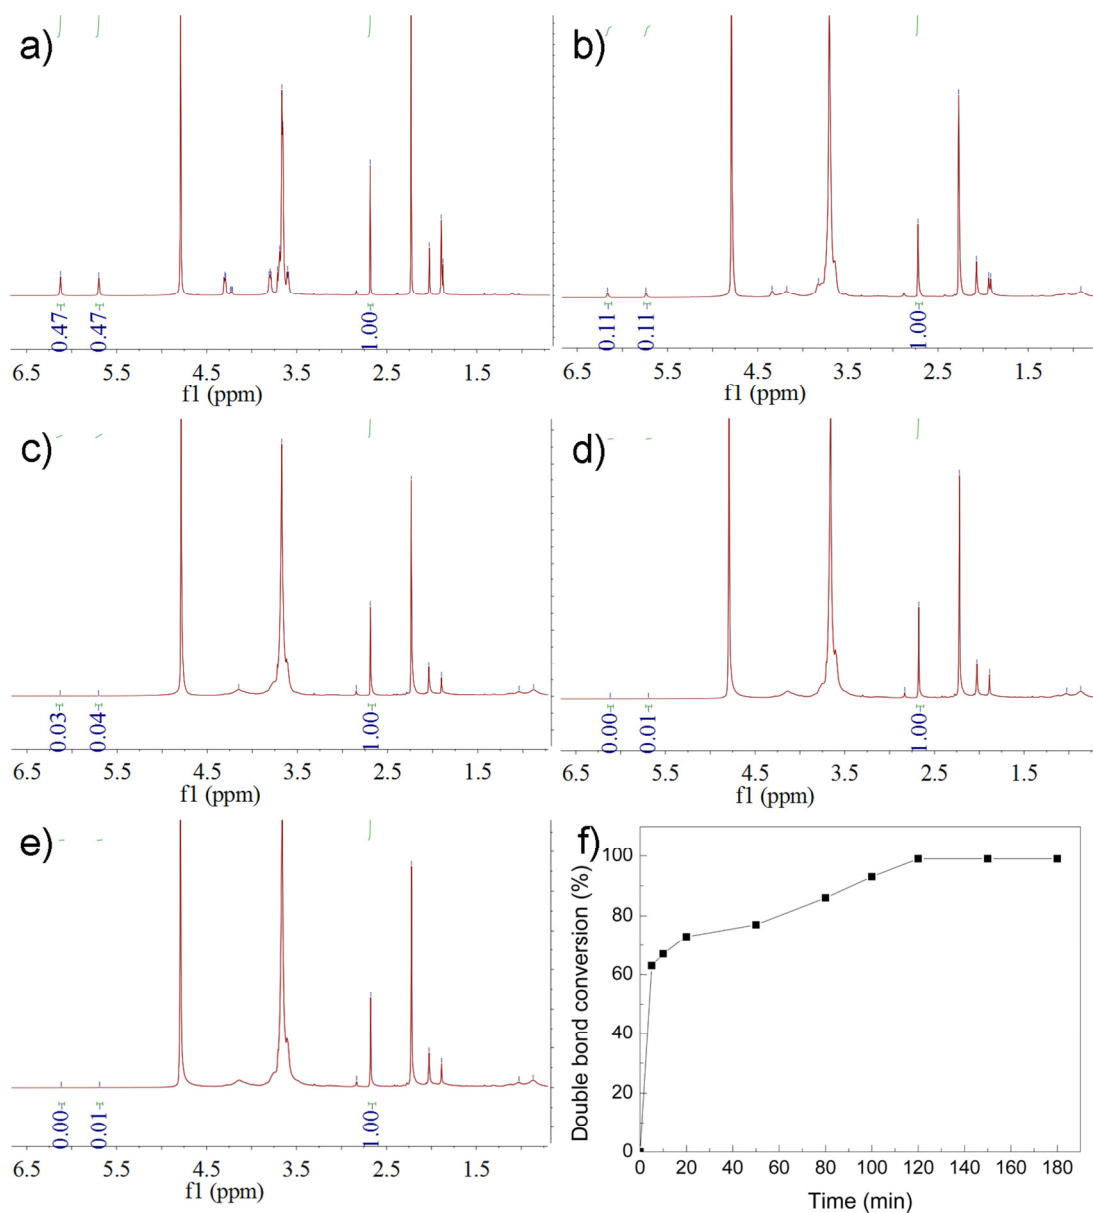 a)
0.47 0.47 1.00
6.5 5.5 4.5 3.5 2.5 1.5
f1 (ppm)
b)
0.11 0.11 1.00
6.5 5.5 4.5 3.5 2.5 1.5
f1 (ppm)
c)
0.03 0.04 1.00
6.5 5.5 4.5 3.5 2.5 1.5
f1 (ppm)
d)
0.00 0.01 1.00
6.5 5.5 4.5 3.5 2.5 1.5
f1 (ppm)
e)
0.00 0.01 1.00
6.5 5.5 4.5 3.5 2.5 1.5
f1 (ppm)
f)
Double bond conversion (%)
100
80
60
40
20
0
0 20 40 60 80 100 120 140 160 180
Time (min)